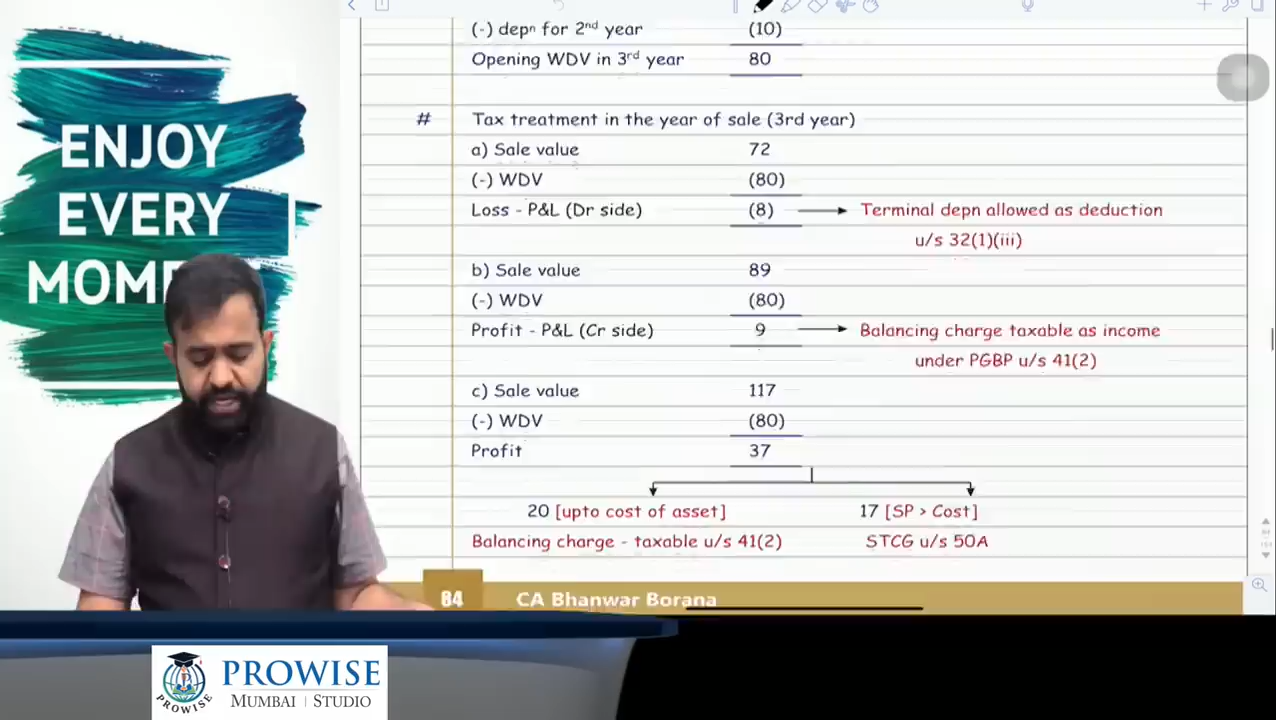 ENJOY
EVERY
(-) depn for 2nd year (10)
Opening WDV in 3rd year 80
# Tax treatment in the year of sale (3rd year)
a) Sale value 72
(-) WDV (80)
Loss - P&L (Dr side) (8) → Terminal depn allowed as deduction
u/s 32(1)(iii)
b) Sale value 89
(-) WDV (80)
Profit - P&L (Cr side) 9 → Balancing charge taxable as income
under PGBP u/s 41(2)
c) Sale value 117
(-) WDV (80)
Profit 37
20 [upto cost of asset] 17 [SP > Cost]
Balancing charge - taxable u/s 41(2) STCG u/s 50A
84 CA Bhanwar Borana
PROWISE
PROWISE
MUMBAI | STUDIO